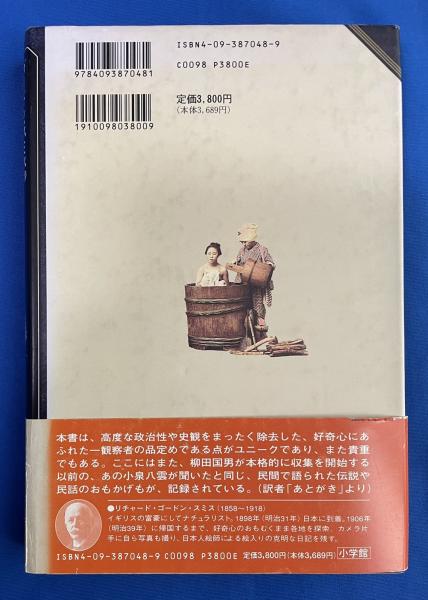 ISBN4-09-387048-9
9784093870481
C0098 P3800E
定価3,800円
(本体3,689円)
1910098038009
本書は、高度な政治性や史観をまったく除去した、好奇心にあ
ふれた一観察者の品定めである点がユニークであり、また貴重
でもある。ここにはまた、柳田国男が本格的に収集を開始する
以前の、あの小泉八雲が聞いたと同じ、民間で語られた伝説や
民話のおもかげもが、記録されている。(訳者「あとがき」より)
●リチャード・ゴードン・スミス(1858〜1918)
イギリスの富豪にしてナチュラリスト。1898年(明治31年)日本に到着。1906年
(明治39年)に帰国するまで、好奇心のおもむくまま各地を探索。カメラ片
手に自ら写真も撮り、日本人絵師による絵入りの克明な日記を残す。
ISBN4-09-387048-9 C0098 P3800E 定価3,800円(本体3,689円) 小学館